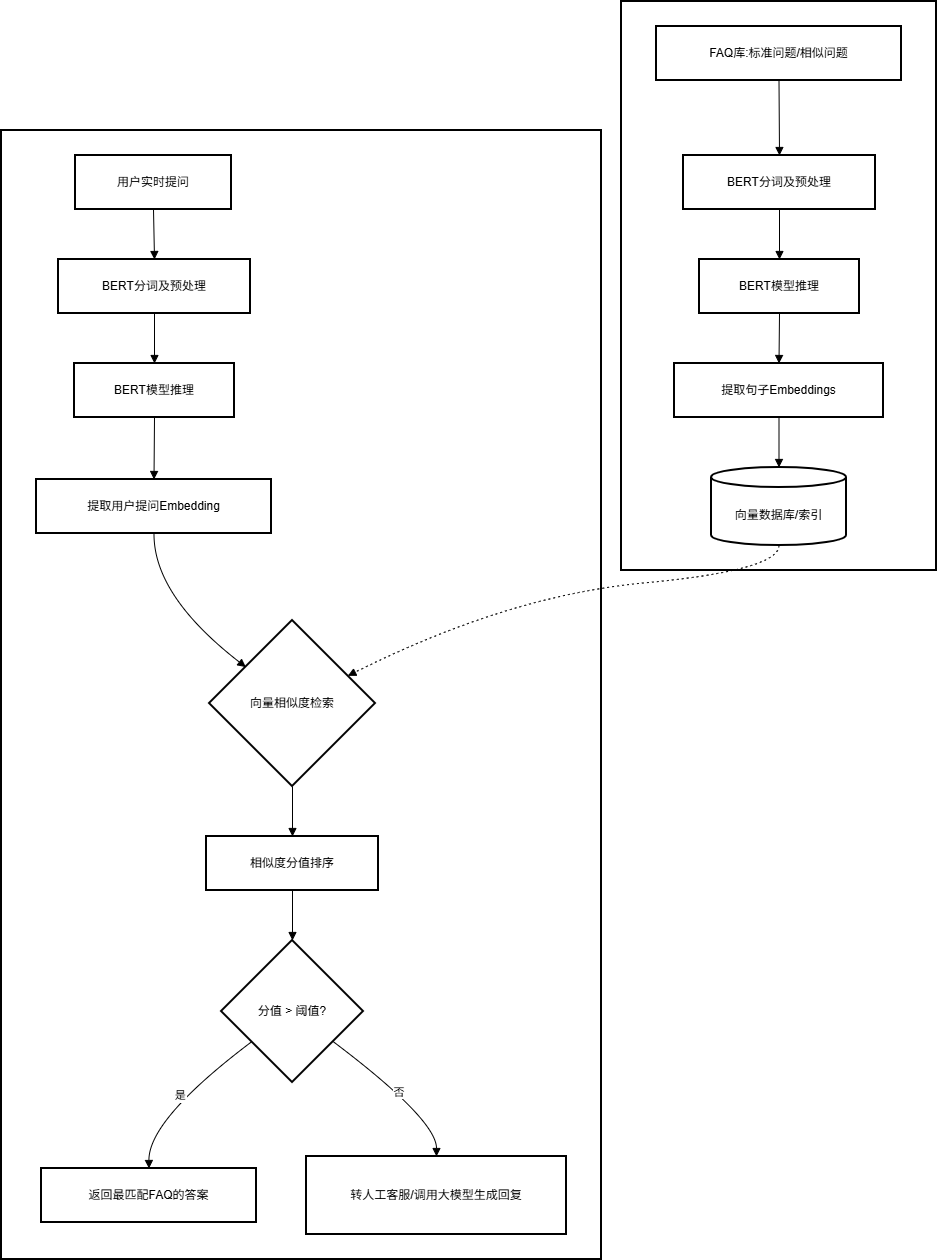 FAQ库:标准问题/相似问题
BERT分词及预处理
BERT模型推理
提取句子Embeddings
向量数据库/索引
用户实时提问
BERT分词及预处理
BERT模型推理
提取用户提问Embedding
向量相似度检索
相似度分值排序
分值 > 阈值?
是
否
返回最匹配FAQ的答案
转人工客服/调用大模型生成回复